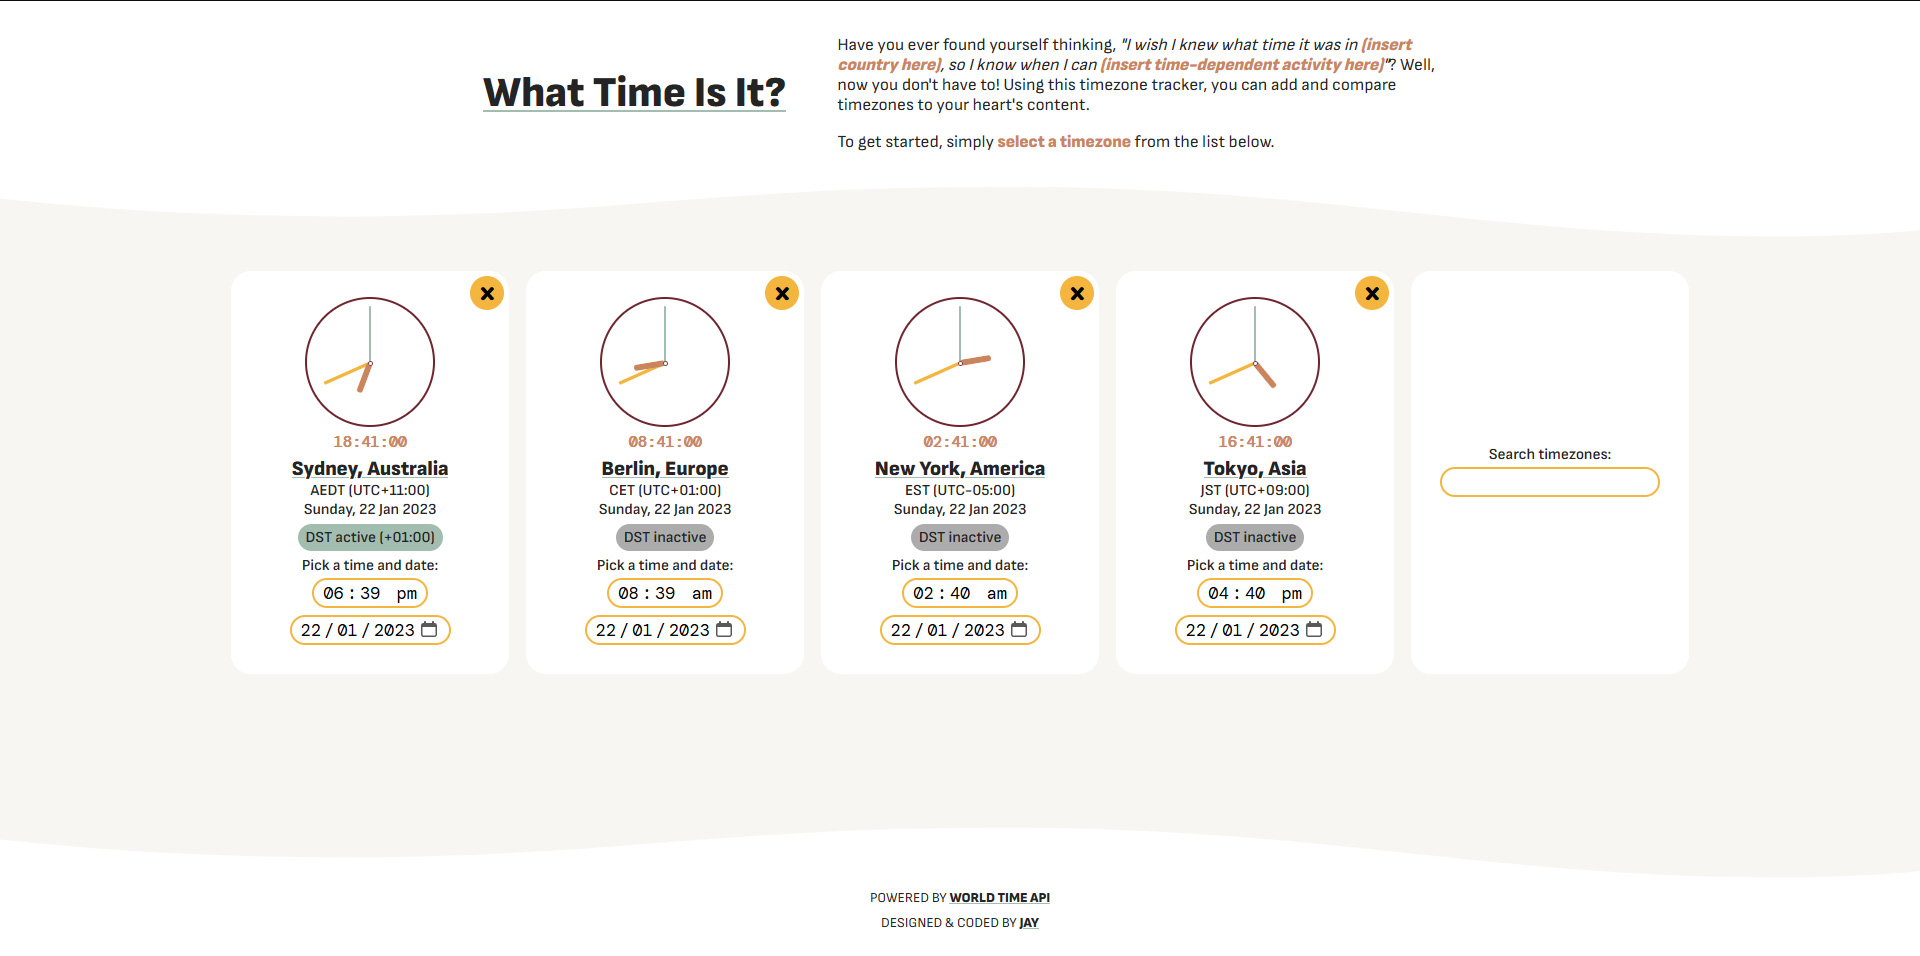 What Time Is It?
Have you ever found yourself thinking, "I wish I knew what time it was in (insert
country here), so I know when I can (insert time-dependent activity here)"? Well,
now you don't have to! Using this timezone tracker, you can add and compare
timezones to your heart's content.
To get started, simply select a timezone from the list below.
18:41:00
Sydney, Australia
AEDT (UTC+11:00)
Sunday, 22 Jan 2023
DST active (+01:00)
Pick a time and date:
06 : 39 pm
22 / 01 / 2023
08:41:00
Berlin, Europe
CET (UTC+01:00)
Sunday, 22 Jan 2023
DST inactive
Pick a time and date:
08 : 39 am
22 / 01 / 2023
02:41:00
New York, America
EST (UTC-05:00)
Sunday, 22 Jan 2023
DST inactive
Pick a time and date:
02 : 40 am
22 / 01 / 2023
16:41:00
Tokyo, Asia
JST (UTC+09:00)
Sunday, 22 Jan 2023
DST inactive
Pick a time and date:
04 : 40 pm
22 / 01 / 2023
Search timezones:
POWERED BY WORLD TIME API
DESIGNED & CODED BY JAY